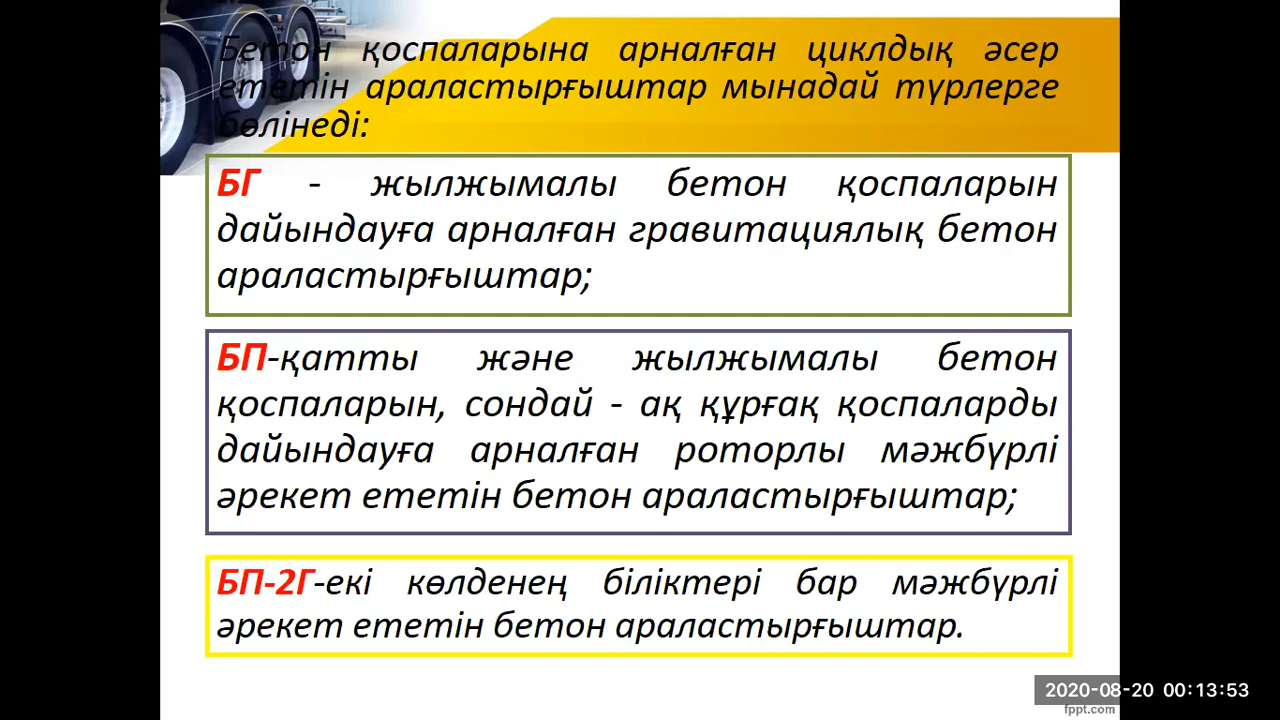 Бетон қоспаларына арналған циклдық әсер
ететін араластырғыштар мынадай түрлерге
бөлінеді:
БГ - жылжымалы бетон қоспаларын
дайындауға арналған гравитациялық бетон
араластырғыштар;
БП-қатты және жылжымалы бетон
қоспаларын, сондай - ақ құрғақ қоспаларды
дайындауға арналған роторлы мәжбүрлі
әрекет ететін бетон араластырғыштар;
БП-2Г-екі көлденең біліктері бар мәжбүрлі
әрекет ететін бетон араластырғыштар.
2020-08-20 00:13:53
fppt.com